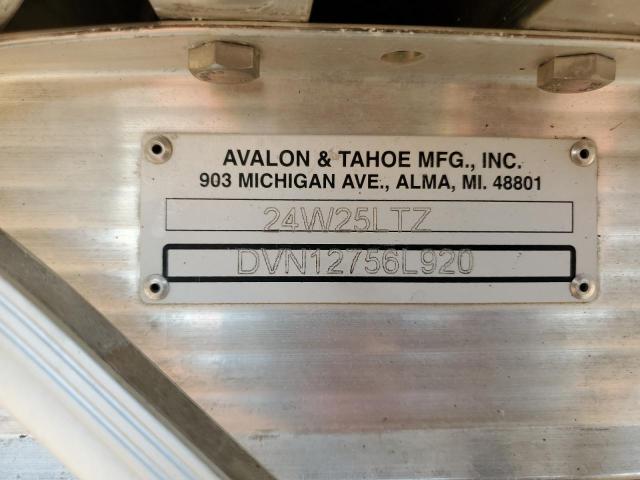 AVALON & TAHOE MFG., INC.
903 MICHIGAN AVE., ALMA, MI. 48801
24W25LTZ
DVN12756L920